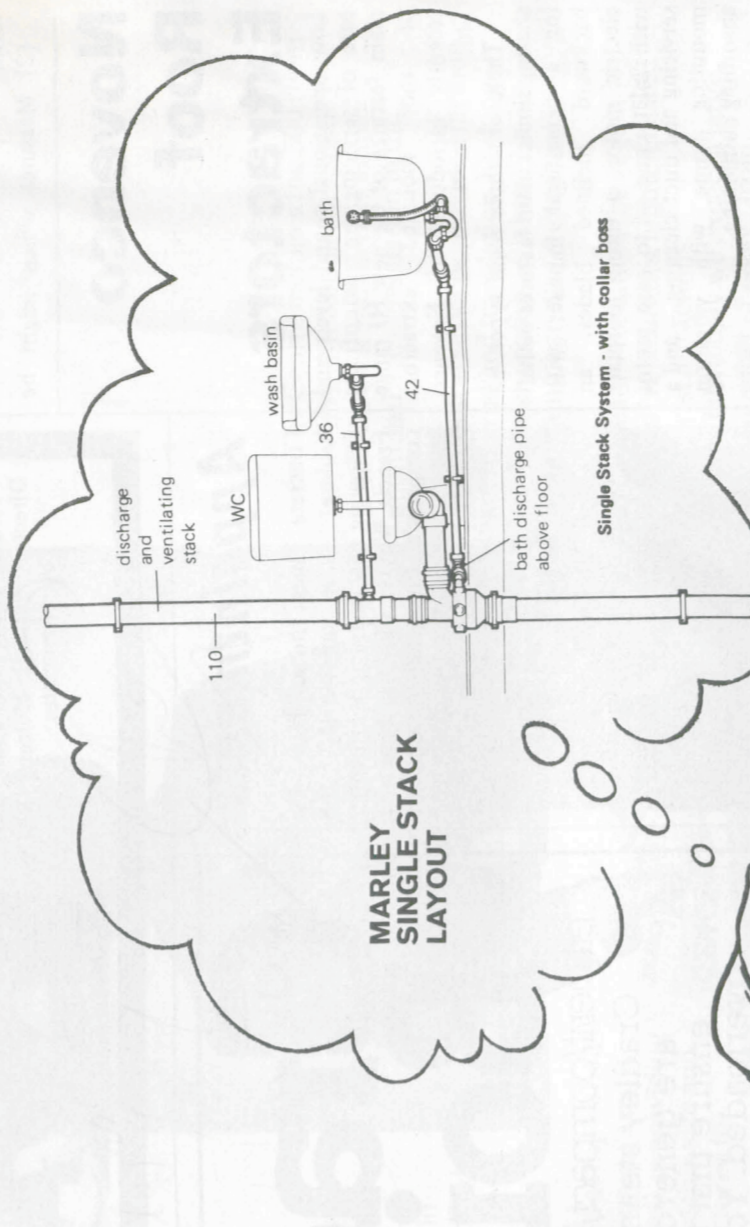 MARLEY
SINGLE STACK
LAYOUT
discharge
and
ventilating
stack
110
WC
wash basin
36
bath
42
bath discharge pipe
above floor
Single Stack System - with collar boss